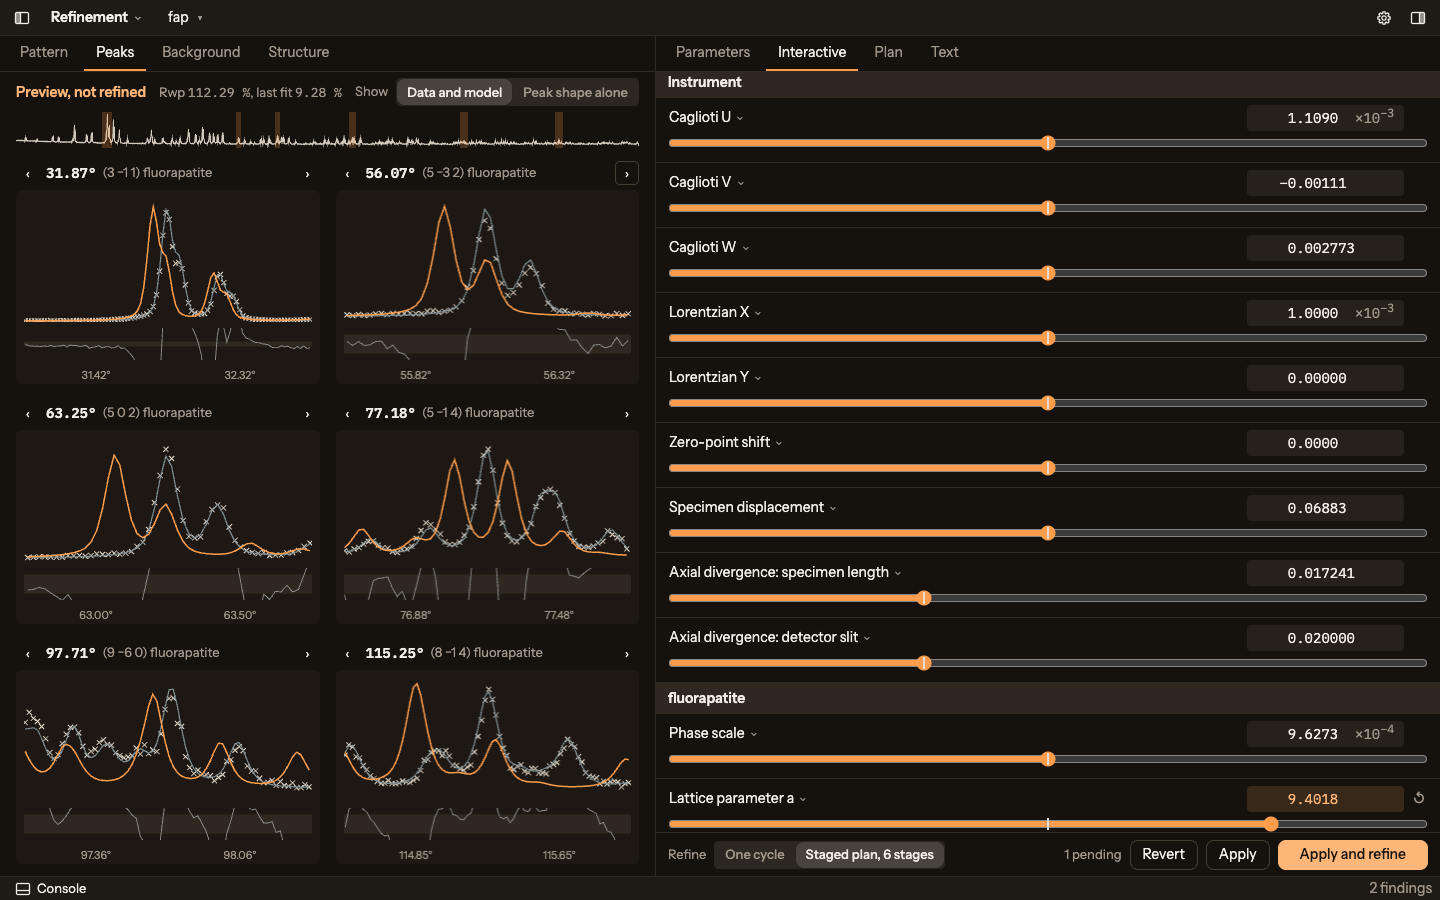 Refinement fap
Pattern Peaks Background Structure
Parameters Interactive Plan Text
Preview, not refined Rwp 112.29 %, last fit 9.28 % Show Data and model Peak shape alone
‹ 31.87° (3 −1 1) fluorapatite ›
31.42° 32.32°
‹ 56.07° (5 −3 2) fluorapatite ›
55.82° 56.32°
‹ 63.25° (5 0 2) fluorapatite ›
63.00° 63.50°
‹ 77.18° (5 −1 4) fluorapatite ›
76.88° 77.48°
‹ 97.71° (9 −6 0) fluorapatite ›
97.36° 98.06°
‹ 115.25° (8 −1 4) fluorapatite ›
114.85° 115.65°
Instrument
Caglioti U 1.1090 ×10⁻³
Caglioti V −0.00111
Caglioti W 0.002773
Lorentzian X 1.0000 ×10⁻³
Lorentzian Y 0.00000
Zero-point shift 0.0000
Specimen displacement 0.06883
Axial divergence: specimen length 0.017241
Axial divergence: detector slit 0.020000
fluorapatite
Phase scale 9.6273 ×10⁻⁴
Lattice parameter a 9.4018
Refine One cycle Staged plan, 6 stages 1 pending Revert Apply Apply and refine
Console 2 findings